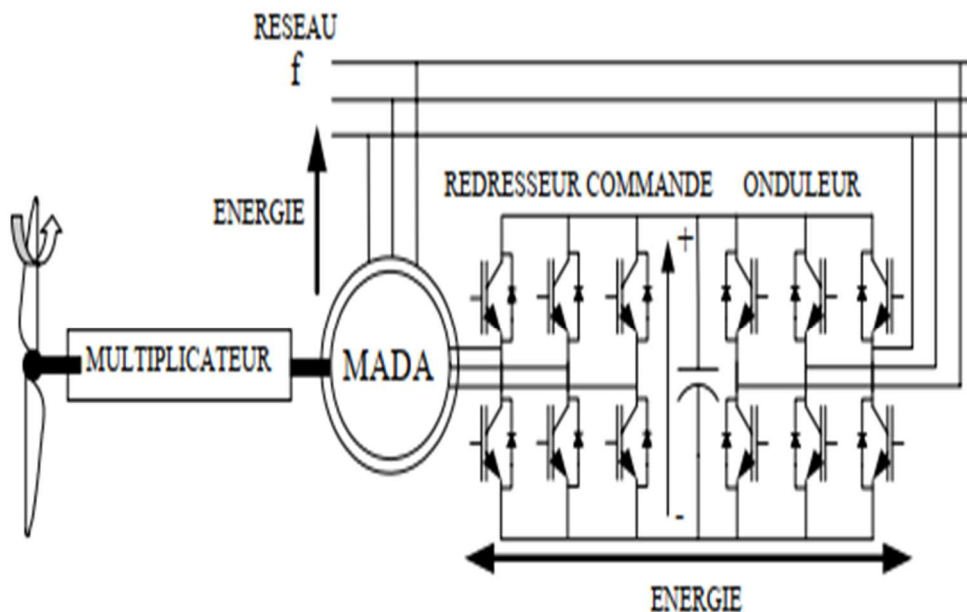 RESEAU
f
REDRESSEUR COMMANDE ONDULEUR
ENERGIE
+
MULTIPLICATEUR
MADA
-
ENERGIE